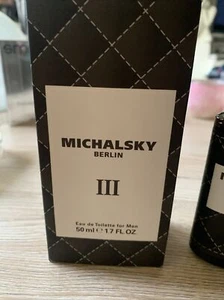 MICHALSKY
BERLIN
III
Eau de Toilette for Men
50 ml ℮ 1.7 FL. OZ.